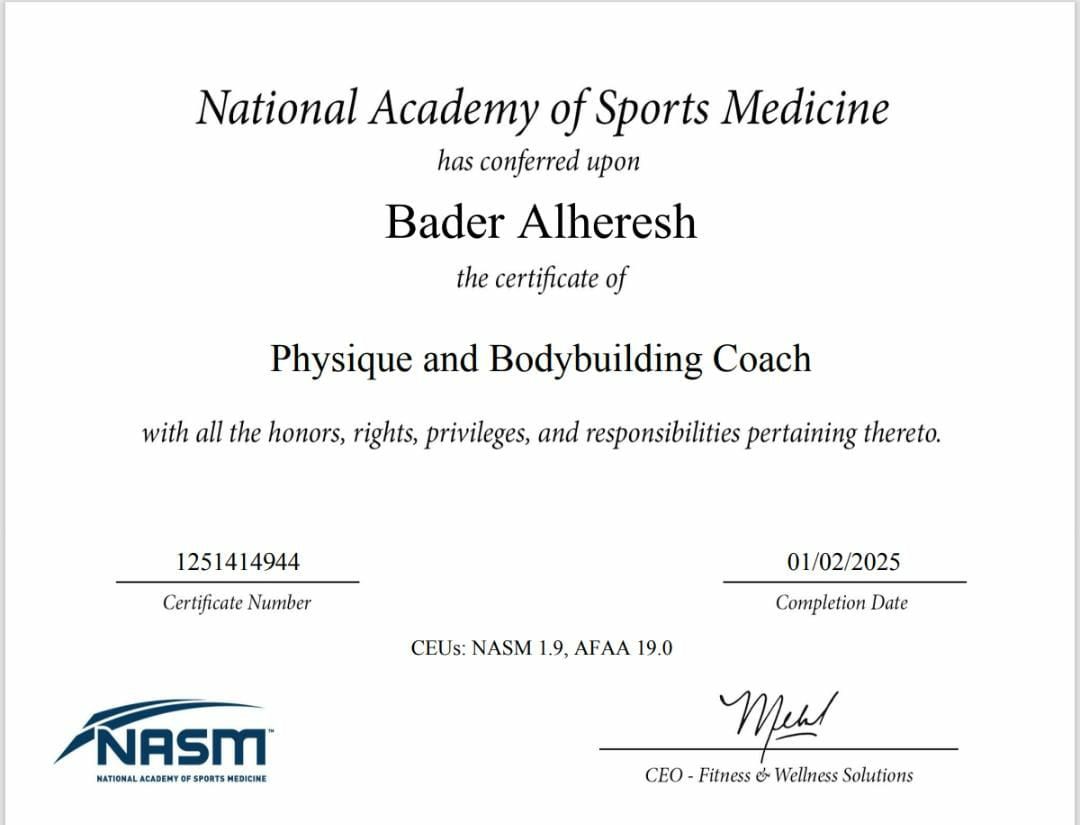 National Academy of Sports Medicine
has conferred upon
Bader Alheresh
the certificate of
Physique and Bodybuilding Coach
with all the honors, rights, privileges, and responsibilities pertaining thereto.
1251414944
Certificate Number
01/02/2025
Completion Date
CEUs: NASM 1.9, AFAA 19.0
NASM™
NATIONAL ACADEMY OF SPORTS MEDICINE
CEO - Fitness & Wellness Solutions